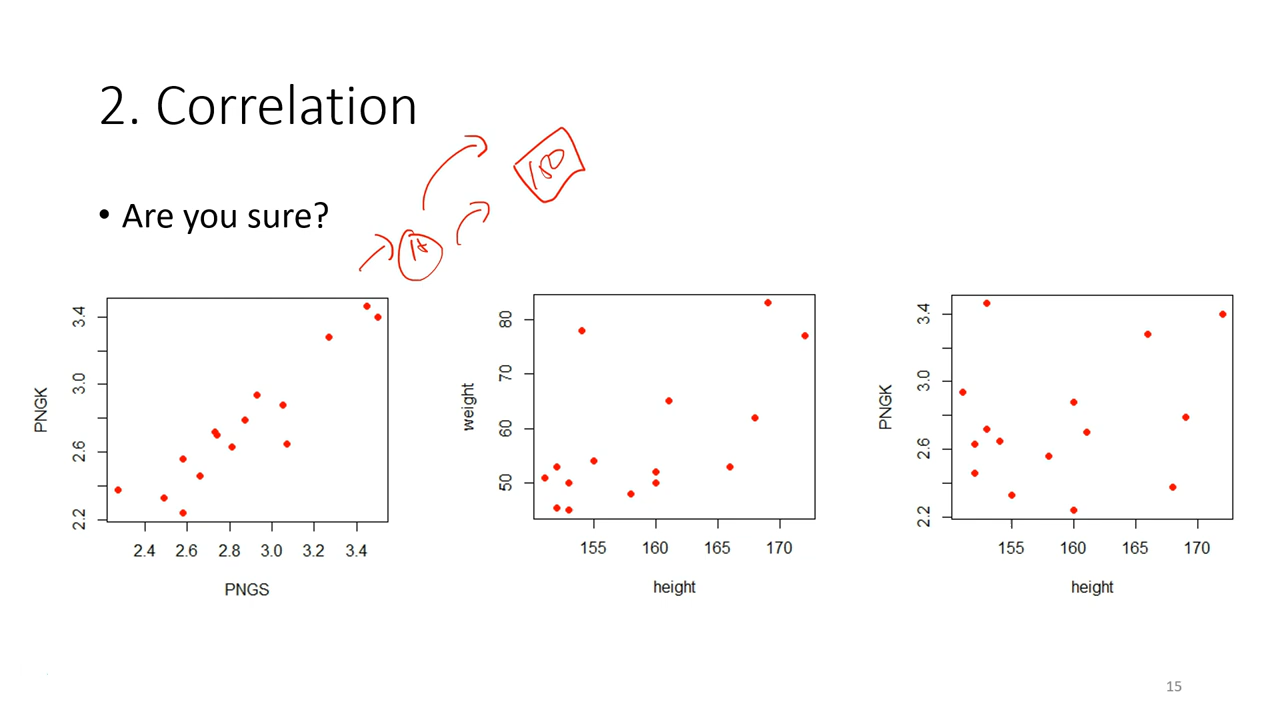 2. Correlation
• Are you sure?
PNGK
3.4
3.0
2.6
2.2
2.4 2.6 2.8 3.0 3.2 3.4
PNGS
weight
80
70
60
50
155 160 165 170
height
PNGK
3.4
3.0
2.6
2.2
155 160 165 170
height
15